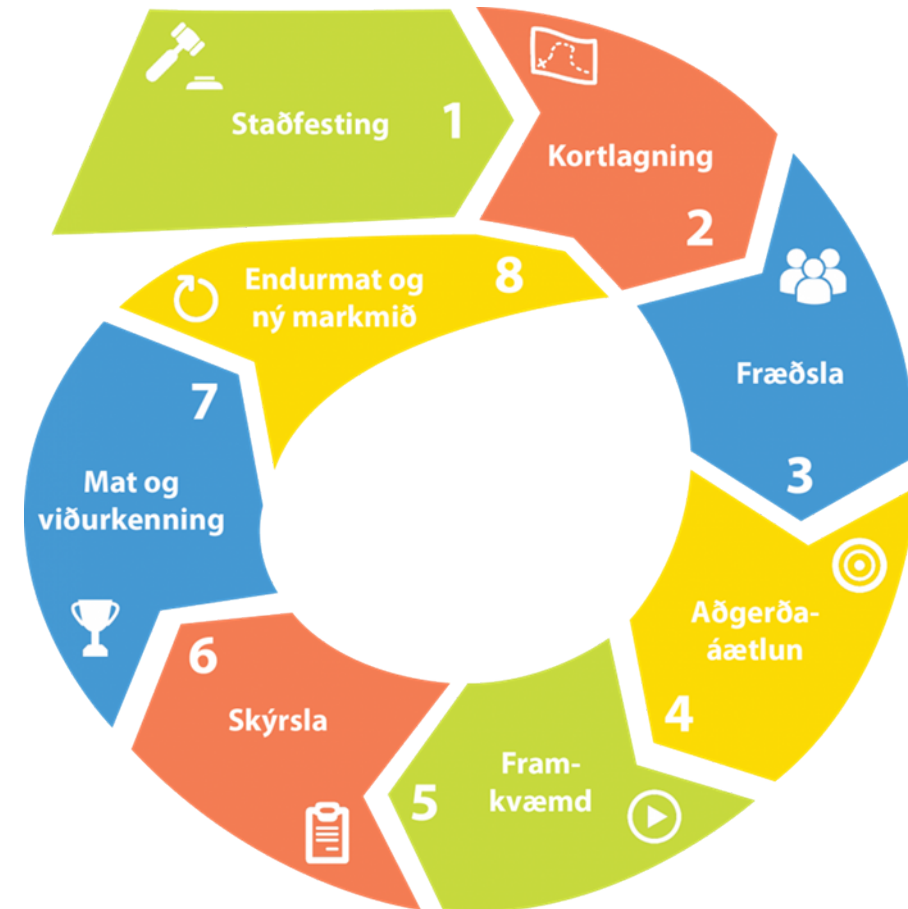 Staðfesting
1
Kortlagning
2
Fræðsla
3
Aðgerða-
áætlun
4
Fram-
kvæmd
5
Skýrsla
6
Mat og
viðurkenning
7
Endurmat og
ný markmið
8